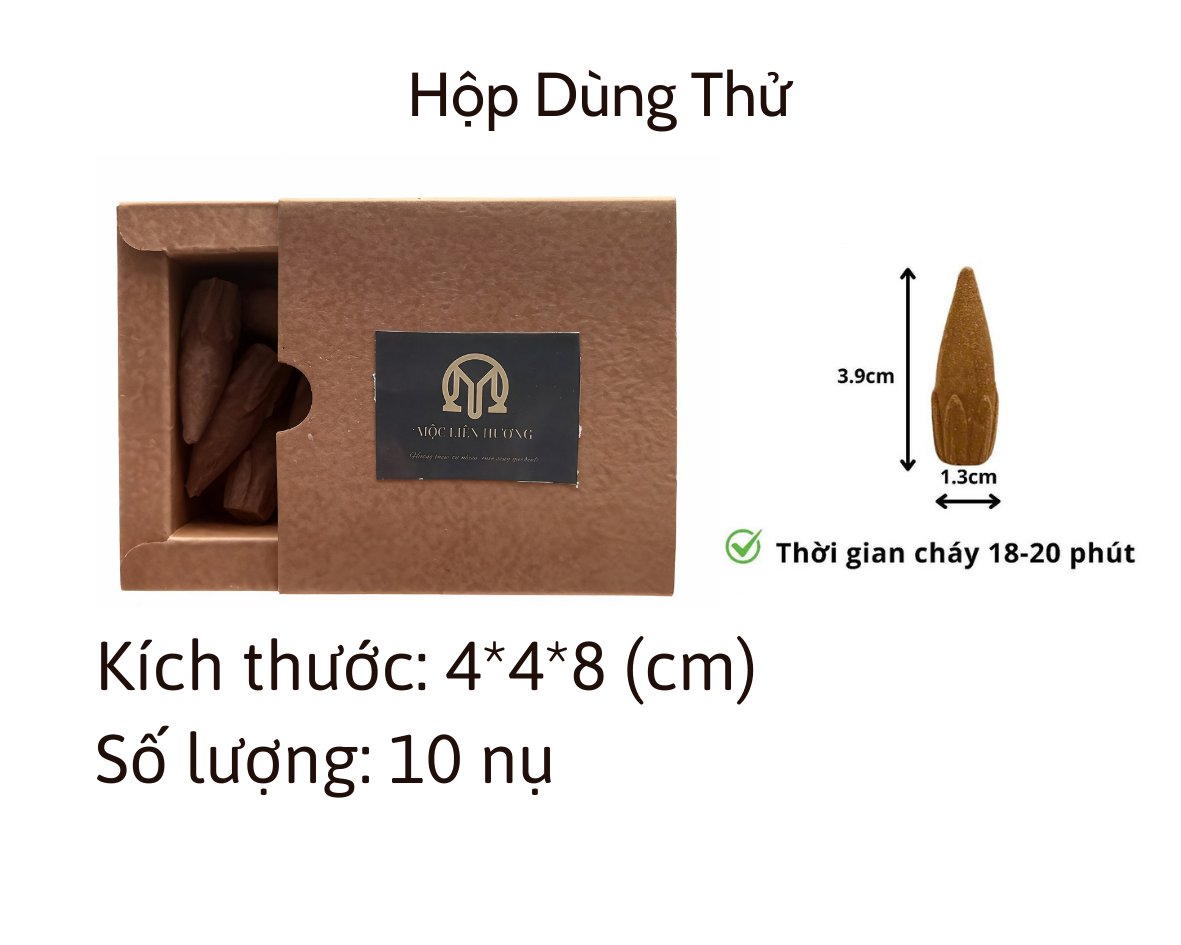 Hộp Dùng Thử
MỘC LIÊN HƯƠNG
3.9cm
1.3cm
Thời gian cháy 18-20 phút
Kích thước: 4*4*8 (cm)
Số lượng: 10 nụ